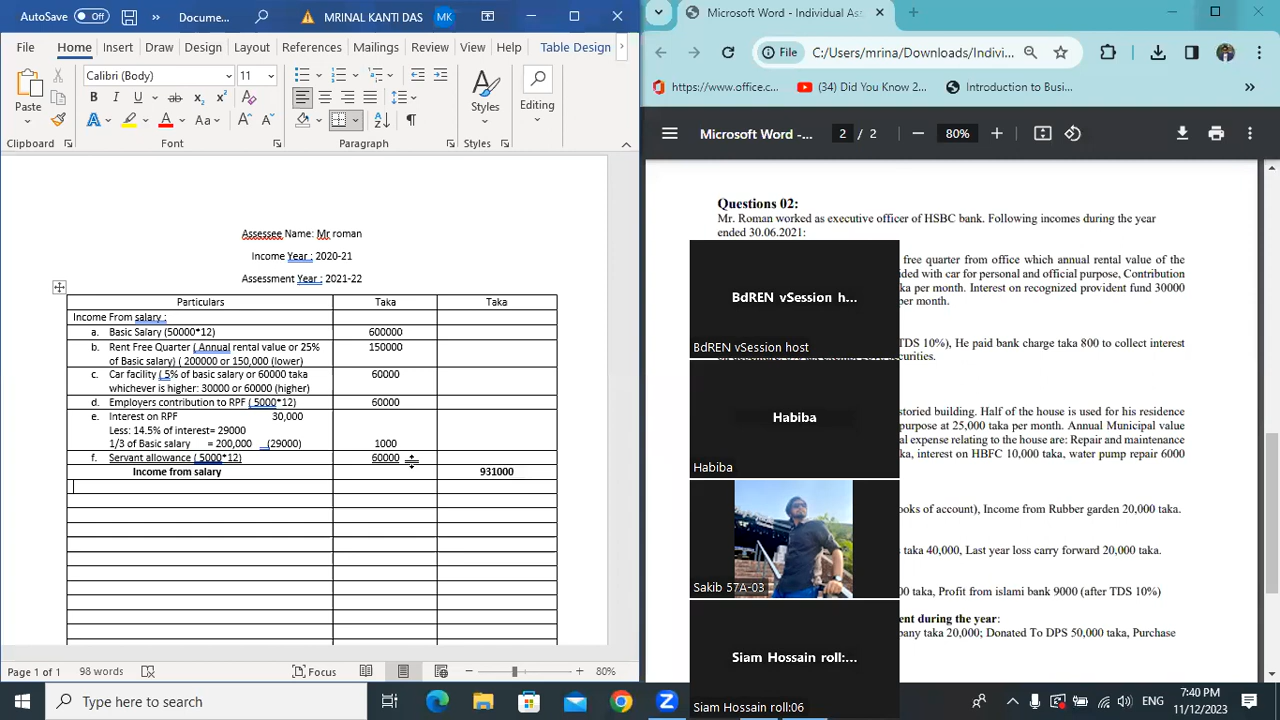 AutoSave Off Docume... MRINAL KANTI DAS MK
File Home Insert Draw Design Layout References Mailings Review View Help Table Design
Paste
Calibri (Body) 11
Styles
Editing
Clipboard Font Paragraph Styles
Assessee Name: Mr roman
Income Year : 2020-21
Assessment Year : 2021-22
Particulars Taka Taka
Income From salary :
a. Basic Salary (50000*12) 600000
b. Rent Free Quarter ( Annual rental value or 25% 150000
of Basic salary) ( 200000 or 150,000 (lower)
c. Car facility ( 5% of basic salary or 60000 taka 60000
whichever is higher: 30000 or 60000 (higher)
d. Employers contribution to RPF ( 5000*12) 60000
e. Interest on RPF 30,000
Less: 14.5% of interest= 29000
1/3 of Basic salary = 200,000 (29000) 1000
f. Servant allowance ( 5000*12) 60000
Income from salary 931000
Page 1 of 1 98 words Focus 80%
Microsoft Word - Individual Ass
File C:/Users/mrina/Downloads/Indivi...
https://www.office.c... (34) Did You Know 2... Introduction to Busi...
Microsoft Word -... 2 / 2 80%
Questions 02:
Mr. Roman worked as executive officer of HSBC bank. Following incomes during the year
ended 30.06.2021:
free quarter from office which annual rental value of the
ded with car for personal and official purpose, Contribution
ka per month. Interest on recognized provident fund 30000
per month.
TDS 10%), He paid bank charge taka 800 to collect interest
securities.
storied building. Half of the house is used for his residence
purpose at 25,000 taka per month. Annual Municipal value
al expense relating to the house are: Repair and maintenance
ka, interest on HBFC 10,000 taka, water pump repair 6000
ooks of account), Income from Rubber garden 20,000 taka.
s taka 40,000, Last year loss carry forward 20,000 taka.
00 taka, Profit from islami bank 9000 (after TDS 10%)
ent during the year:
pany taka 20,000; Donated To DPS 50,000 taka, Purchase
BdREN vSession h...
BdREN vSession host
Habiba
Habiba
Sakib 57A-03
Siam Hossain roll:...
Siam Hossain roll:06
Type here to search
ENG
7:40 PM
11/12/2023